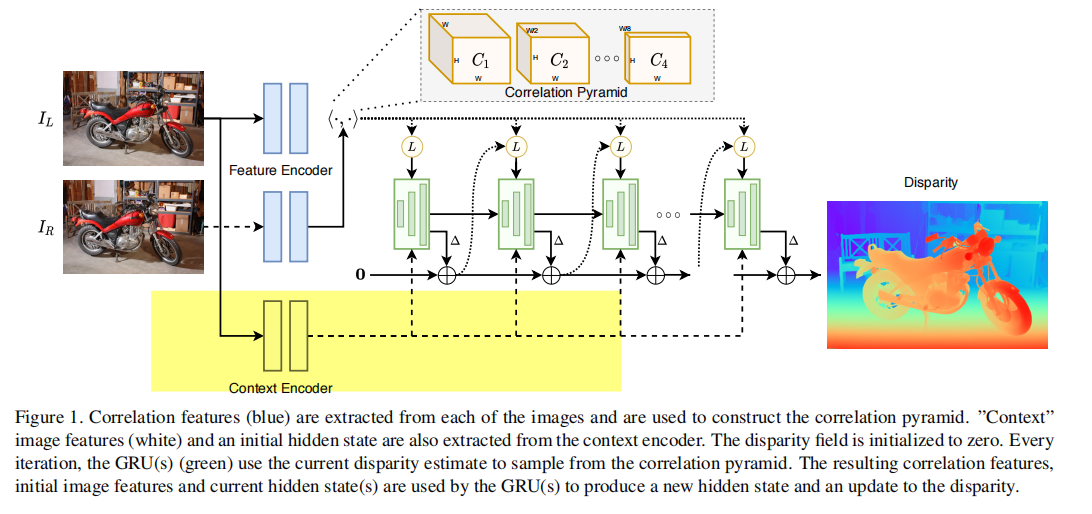 W
W/2
W/8
H
C₁
H
C₂
○○○
H
C₄
W
W
W
Correlation Pyramid
I_L
⟨·,·⟩
L
L
L
L
Feature Encoder
Disparity
I_R
○○○
Δ
Δ
Δ
Δ
0
Context Encoder
Figure 1. Correlation features (blue) are extracted from each of the images and are used to construct the correlation pyramid. ”Context”
image features (white) and an initial hidden state are also extracted from the context encoder. The disparity field is initialized to zero. Every
iteration, the GRU(s) (green) use the current disparity estimate to sample from the correlation pyramid. The resulting correlation features,
initial image features and current hidden state(s) are used by the GRU(s) to produce a new hidden state and an update to the disparity.